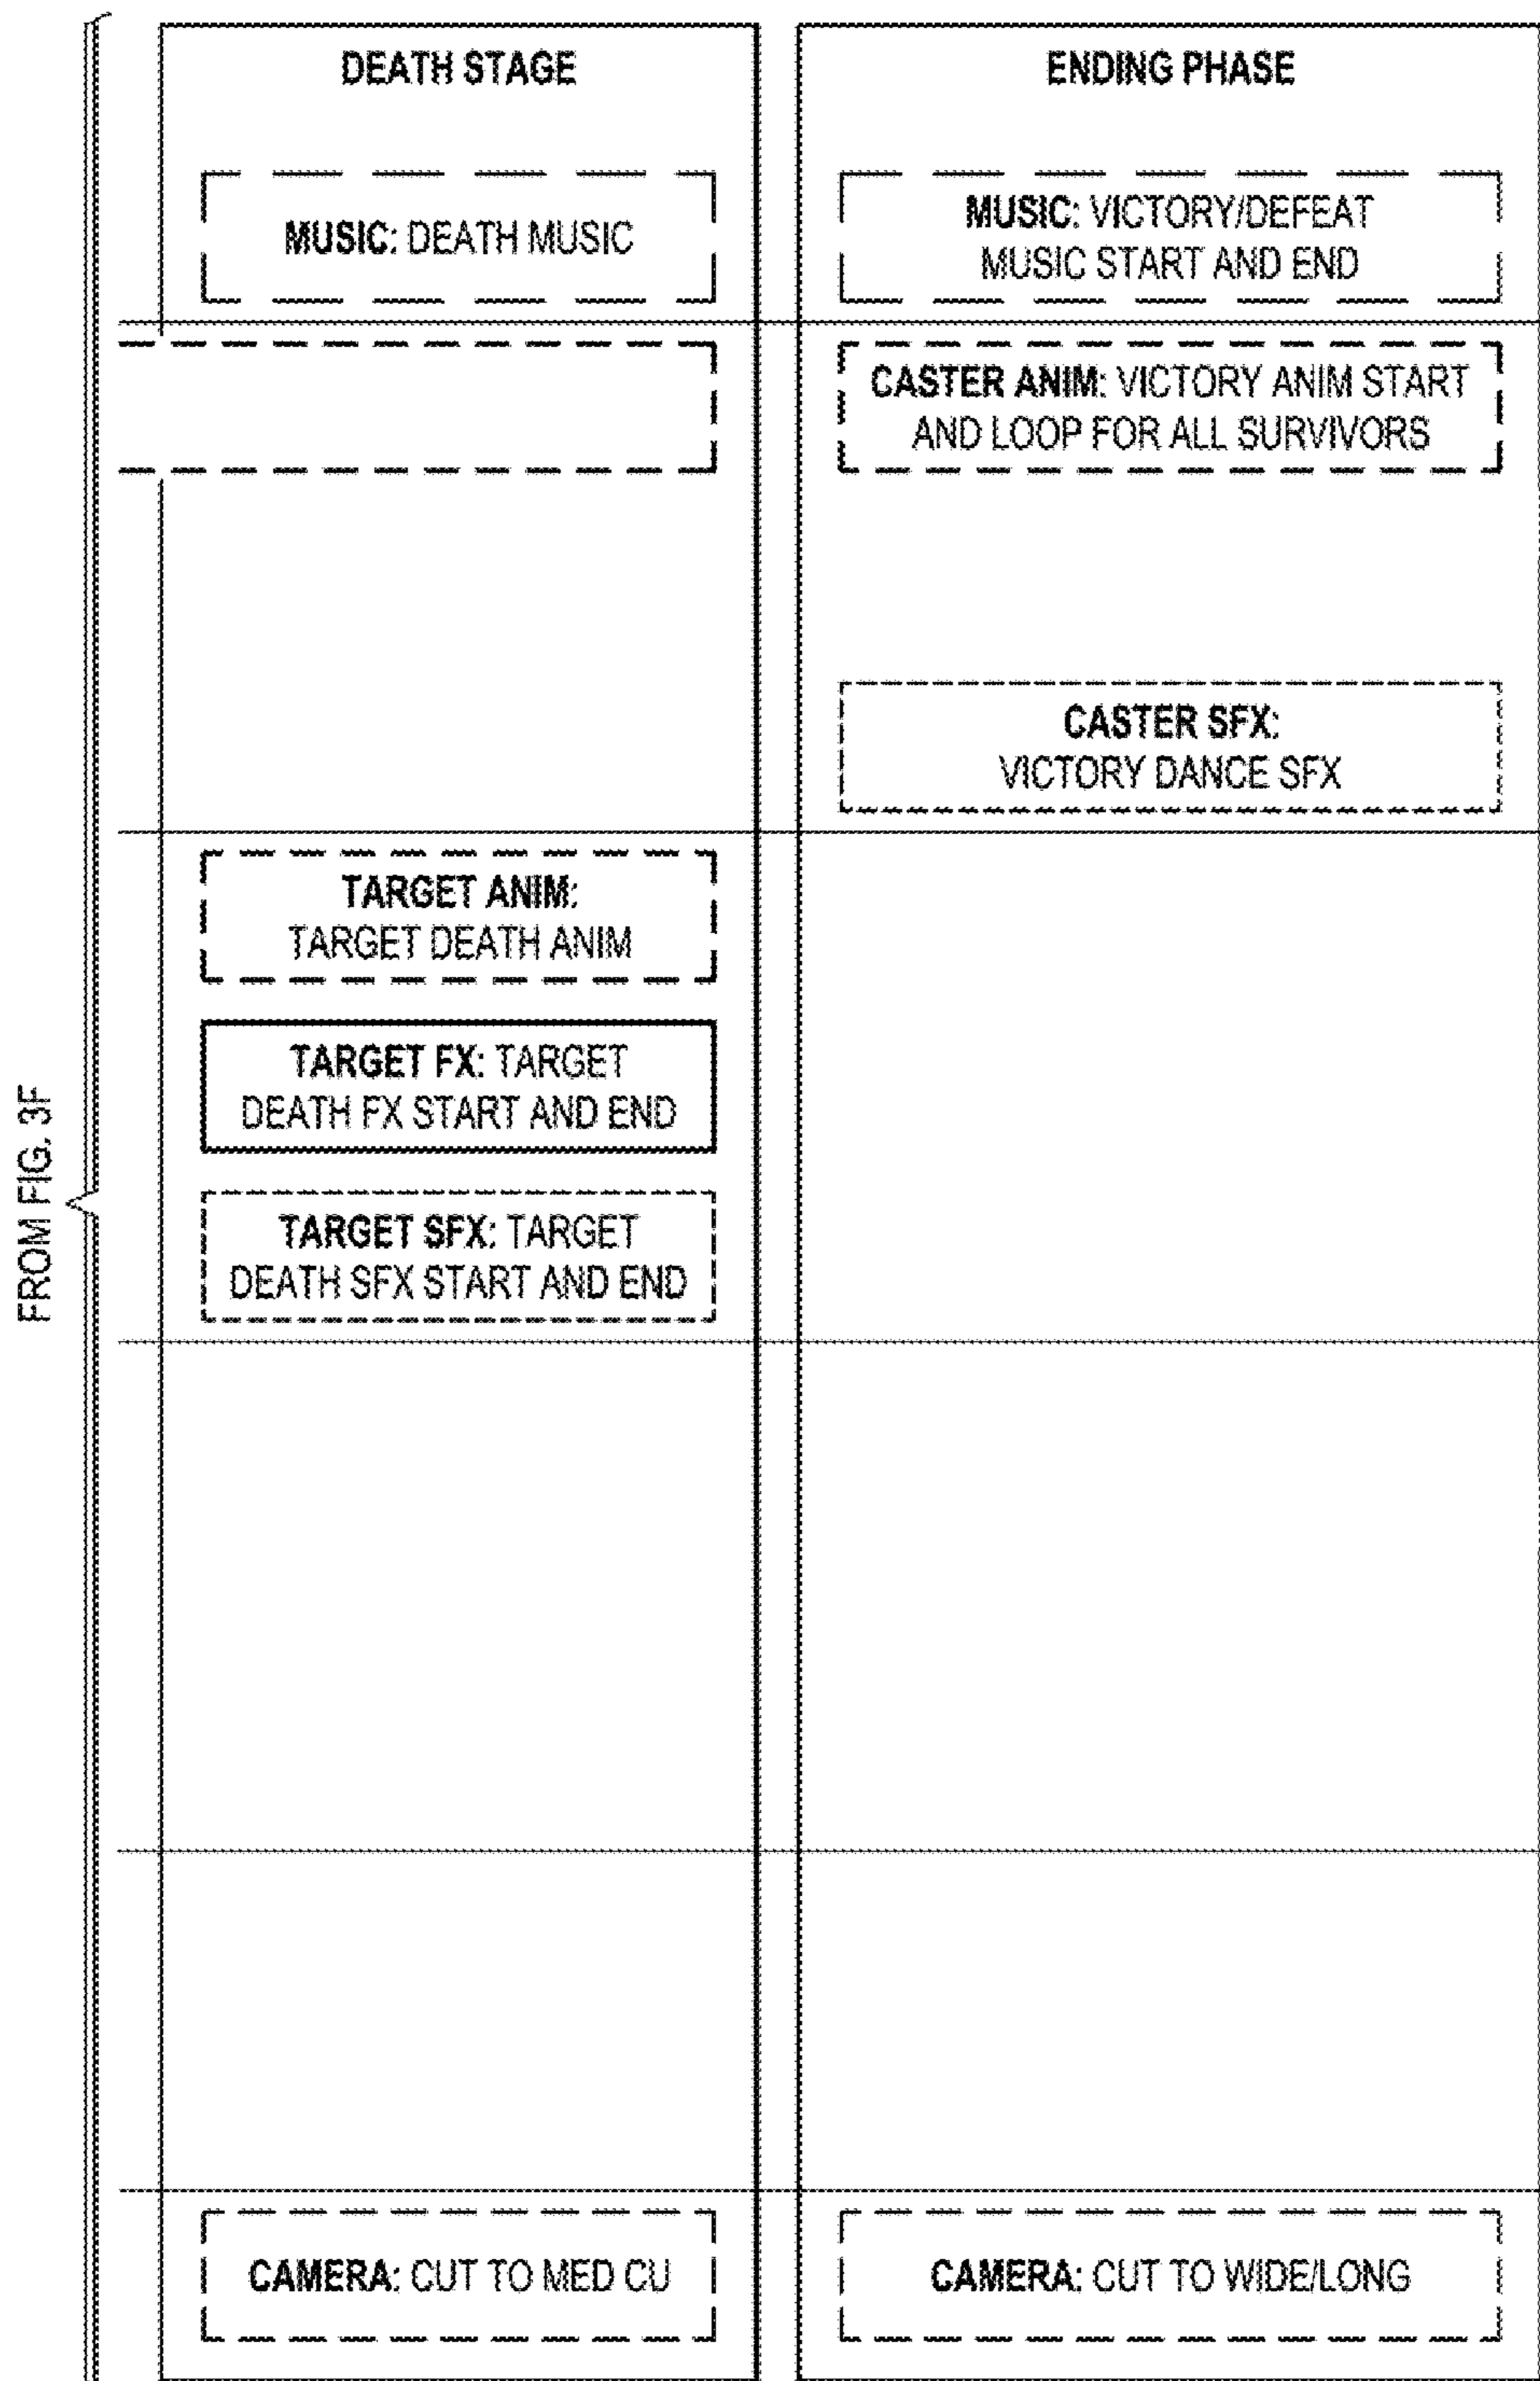 FROM FIG. 3F
DEATH STAGE
MUSIC: DEATH MUSIC
TARGET ANIM:
TARGET DEATH ANIM
TARGET FX: TARGET
DEATH FX START AND END
TARGET SFX: TARGET
DEATH SFX START AND END
CAMERA: CUT TO MED CU
ENDING PHASE
MUSIC: VICTORY/DEFEAT
MUSIC START AND END
CASTER ANIM: VICTORY ANIM START
AND LOOP FOR ALL SURVIVORS
CASTER SFX:
VICTORY DANCE SFX
CAMERA: CUT TO WIDE/LONG